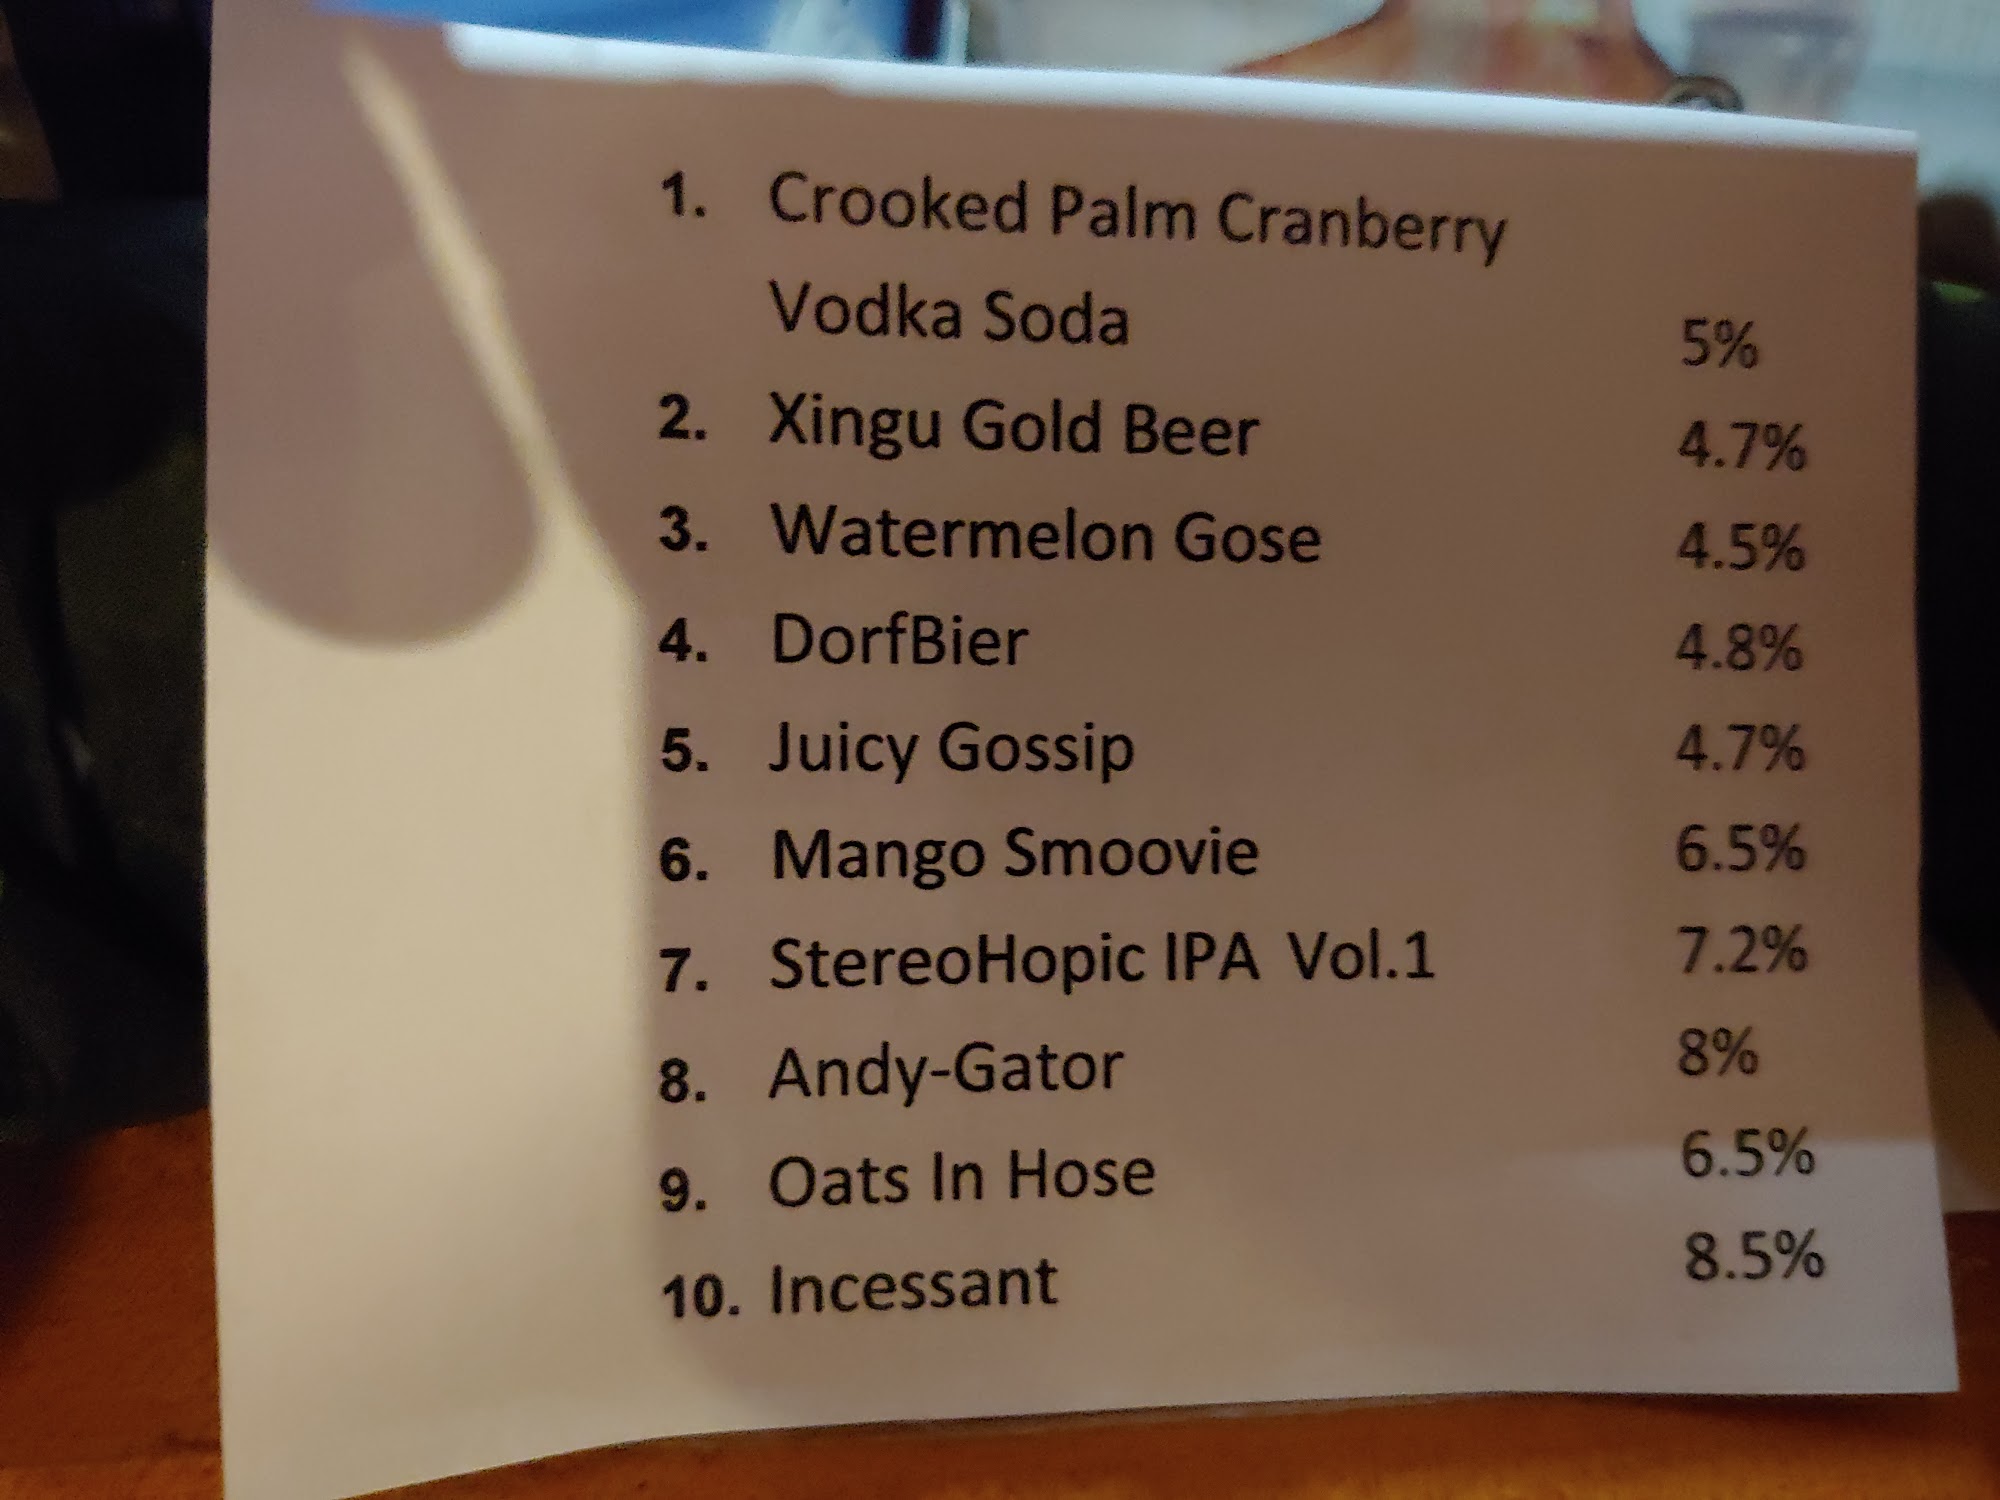 1. Crooked Palm Cranberry
Vodka Soda 5%
2. Xingu Gold Beer 4.7%
3. Watermelon Gose 4.5%
4. DorfBier 4.8%
5. Juicy Gossip 4.7%
6. Mango Smoovie 6.5%
7. StereoHopic IPA Vol.1 7.2%
8. Andy-Gator 8%
9. Oats In Hose 6.5%
10. Incessant 8.5%